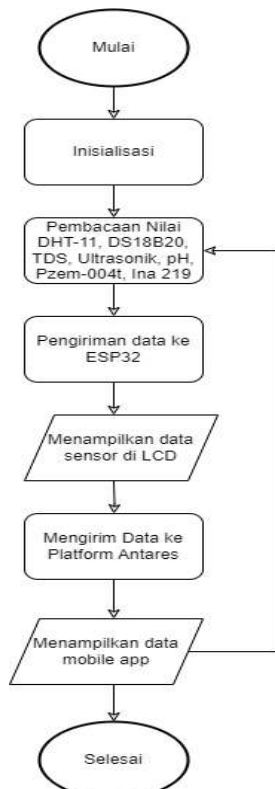 Mulai
Inisialisasi
Pembacaan Nilai
DHT-11, DS18B20,
TDS, Ultrasonik, pH,
Pzem-004t, Ina 219
Pengiriman data ke
ESP32
Menampilkan data
sensor di LCD
Mengirim Data ke
Platform Antares
Menampilkan data
mobile app
Selesai